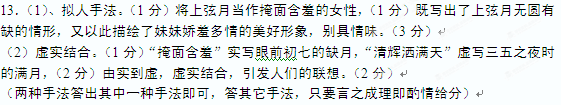 13．（1）、拟人手法。（1 分）将上弦月当作掩面含羞的女性，（1 分）既写出了上弦月无圆有
缺的情形，又以此描绘了妹妹娇羞多情的美好形象，别具情味。（3 分）
（2）虚实结合。（1 分）“掩面含羞”实写眼前初七的缺月，“清辉洒满天”虚写三五之夜时
的满月，（2 分）由实到虚，虚实结合，引发人们的联想。（2 分）
（两种手法答出其中一种手法即可，答其它手法，只要言之成理即酌情给分）